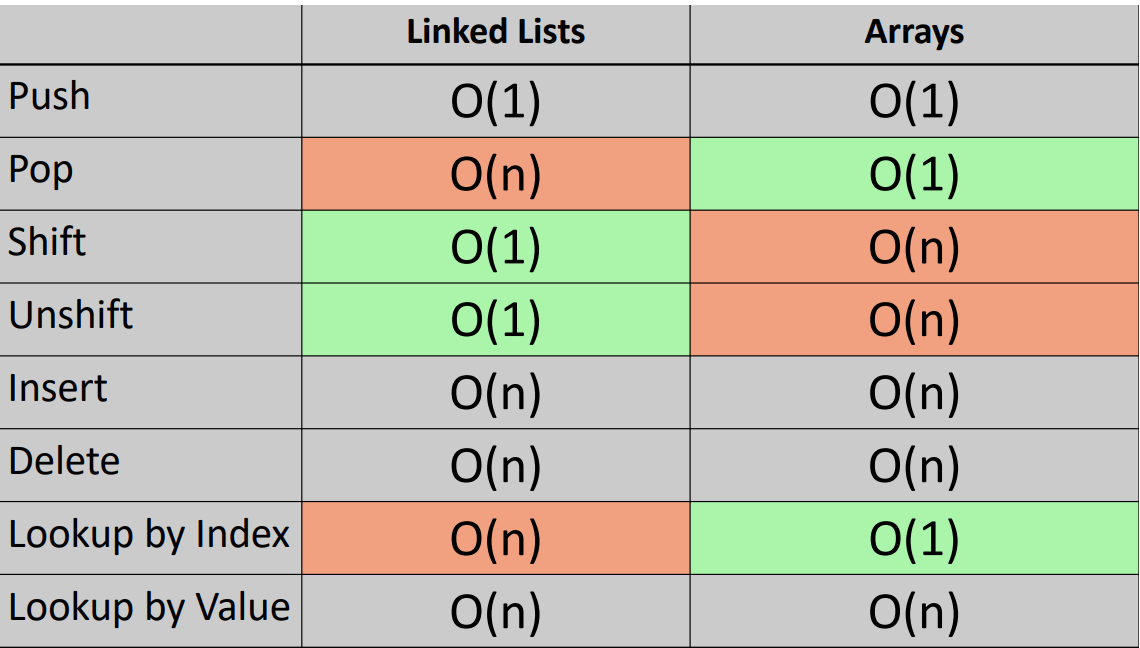 Linked Lists Arrays
Push O(1) O(1)
Pop O(n) O(1)
Shift O(1) O(n)
Unshift O(1) O(n)
Insert O(n) O(n)
Delete O(n) O(n)
Lookup by Index O(n) O(1)
Lookup by Value O(n) O(n)